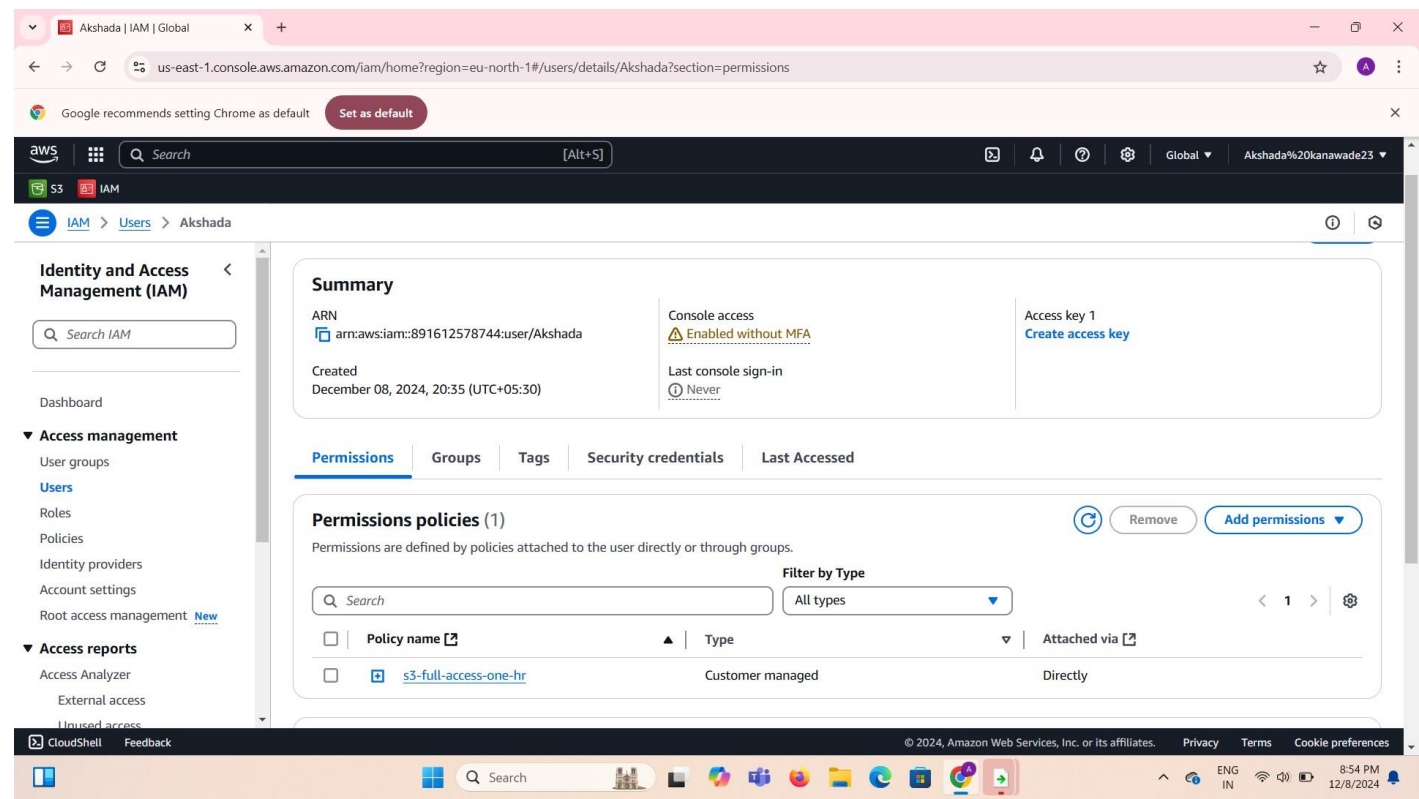 Akshada | IAM | Global
us-east-1.console.aws.amazon.com/iam/home?region=eu-north-1#/users/details/Akshada?section=permissions
A
Google recommends setting Chrome as default
Set as default
aws
Search
[Alt+S]
Global
Akshada%20kanawade23
S3
IAM
IAM > Users > Akshada
Identity and Access
Management (IAM)
Search IAM
Dashboard
Access management
User groups
Users
Roles
Policies
Identity providers
Account settings
Root access management New
Access reports
Access Analyzer
External access
Unused access
Summary
ARN
arn:aws:iam::891612578744:user/Akshada
Created
December 08, 2024, 20:35 (UTC+05:30)
Console access
Enabled without MFA
Last console sign-in
Never
Access key 1
Create access key
Permissions
Groups
Tags
Security credentials
Last Accessed
Permissions policies (1)
Remove
Add permissions
Permissions are defined by policies attached to the user directly or through groups.
Filter by Type
Search
All types
1
Policy name
Type
Attached via
s3-full-access-one-hr
Customer managed
Directly
CloudShell
Feedback
© 2024, Amazon Web Services, Inc. or its affiliates.
Privacy
Terms
Cookie preferences
Search
ENG
IN
8:54 PM
12/8/2024